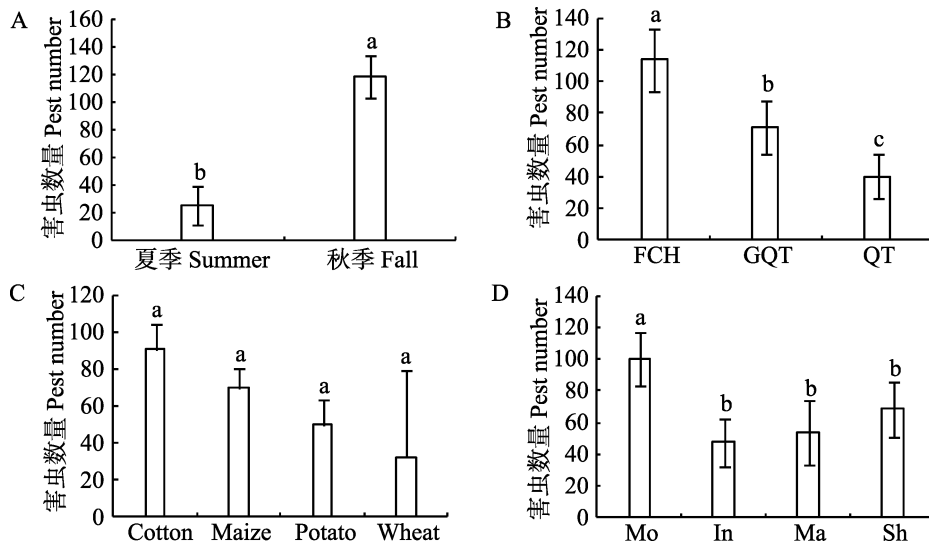 A
害虫数量 Pest number
180
160
140
120
100
80
60
40
20
0
b
a
夏季 Summer
秋季 Fall
B
害虫数量 Pest number
140
120
100
80
60
40
20
0
a
b
c
FCH
GQT
QT
C
害虫数量 Pest number
120
100
80
60
40
20
0
a
a
a
a
Cotton
Maize
Potato
Wheat
D
害虫数量 Pest number
140
120
100
80
60
40
20
0
a
b
b
b
Mo
In
Ma
Sh